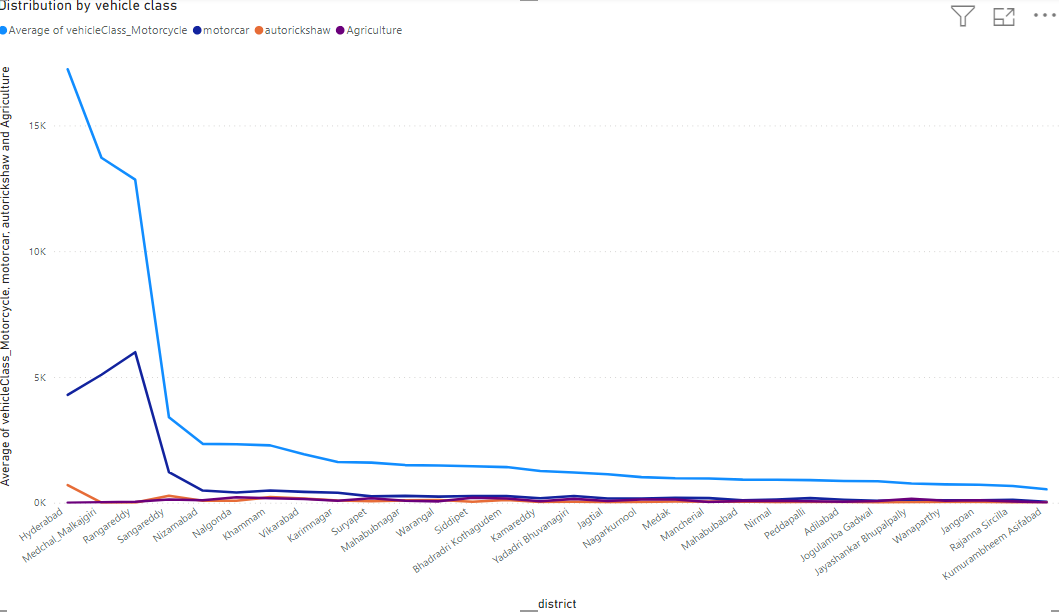 Distribution by vehicle class
Average of vehicleClass_Motorcycle motorcar autorickshaw Agriculture
Average of vehicleClass_Motorcycle, motorcar, autorickshaw and Agriculture
15K
10K
5K
0K
Hyderabad
Medchal_Malkajgiri
Rangareddy
Sangareddy
Nizamabad
Nalgonda
Khammam
Vikarabad
Karimnagar
Suryapet
Mahabubnagar
Warangal
Siddipet
Bhadradri Kothagudem
Kamareddy
Yadadri Bhuvanagiri
Jagtial
Nagarkurnool
Medak
Mancherial
Mahabubabad
Nirmal
Peddapalli
Adilabad
Jogulamba Gadwal
Jayashankar Bhupalpally
Wanaparthy
Jangoan
Rajanna Sircilla
Kumurambheem Asifabad
district